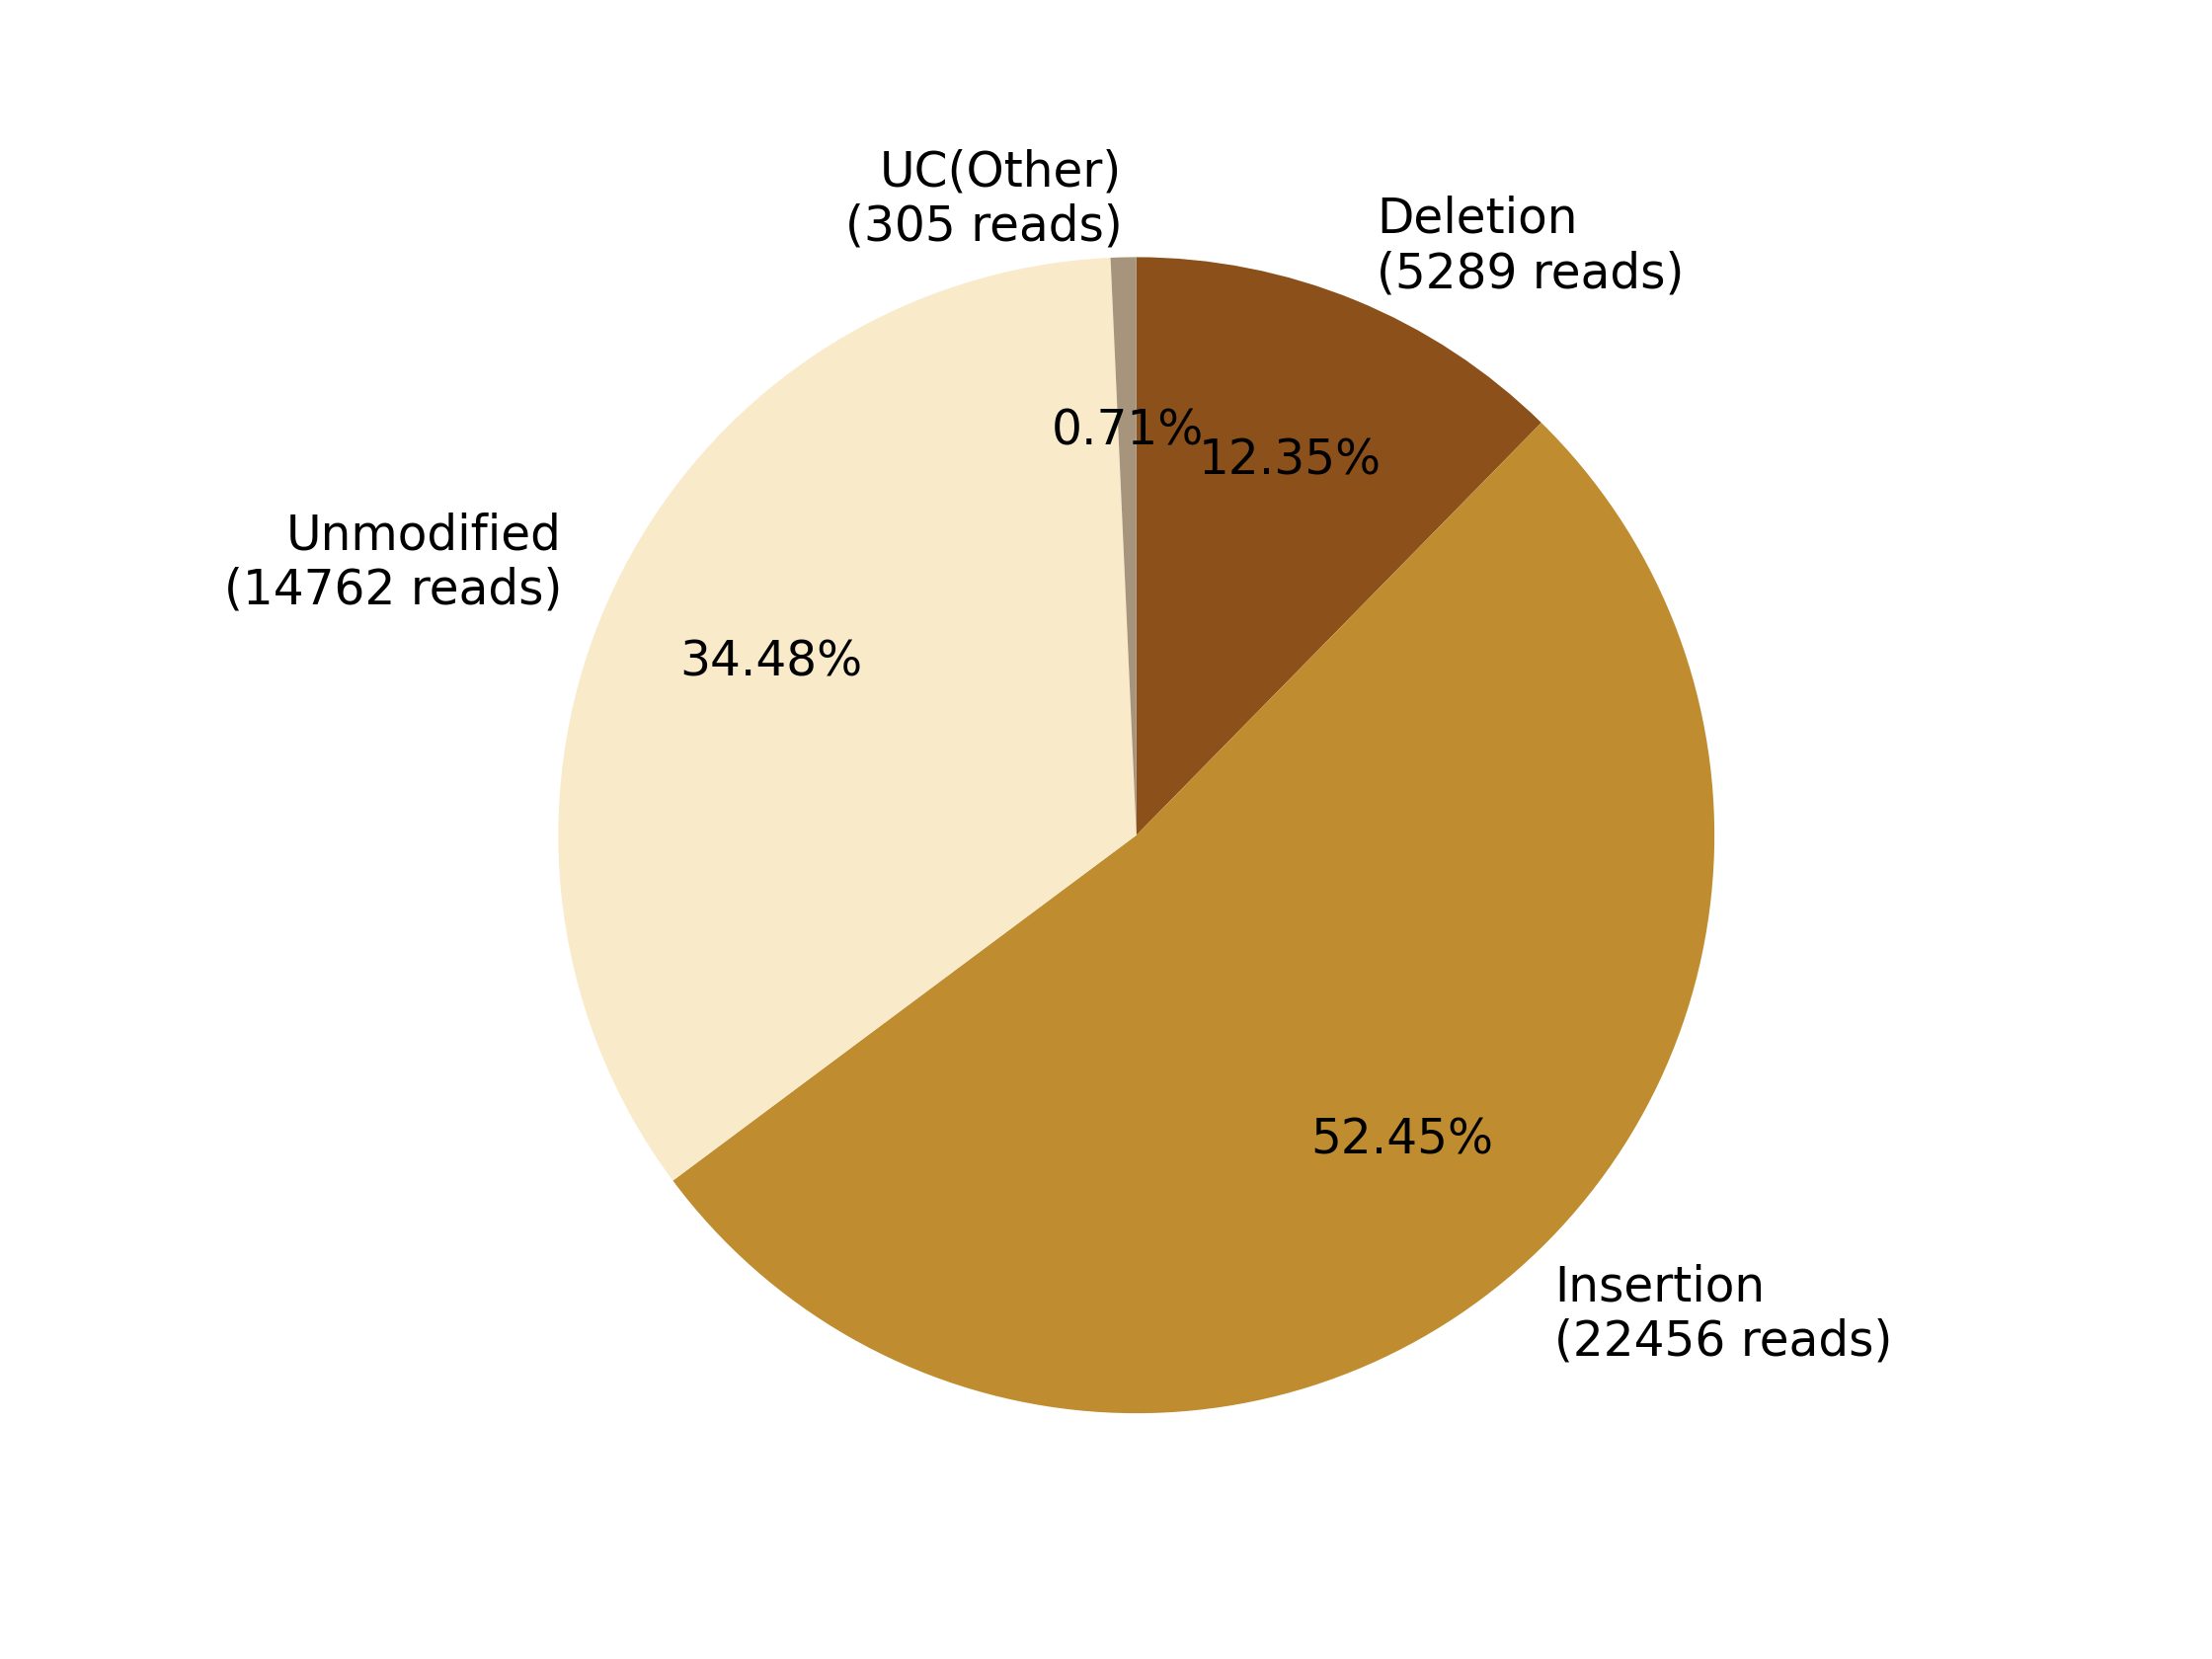 UC(Other)
(305 reads)
Deletion
(5289 reads)
0.71%
12.35%
Unmodified
(14762 reads)
34.48%
52.45%
Insertion
(22456 reads)